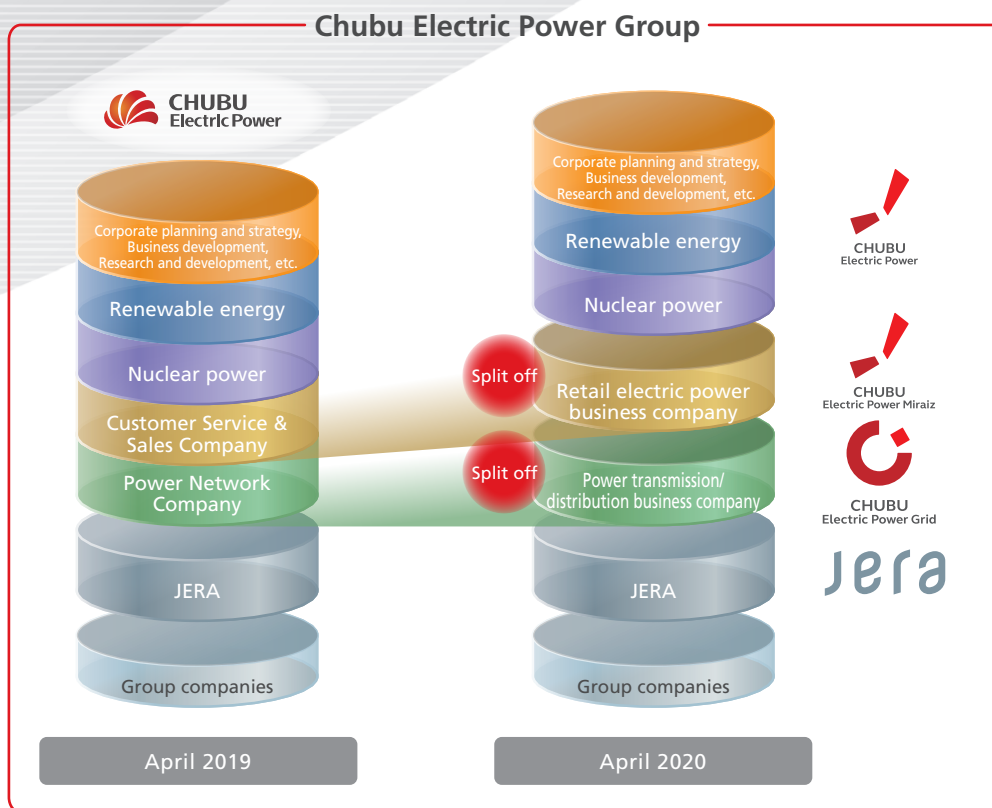 Chubu Electric Power Group
CHUBU
Electric Power
Corporate planning and strategy,
Business development,
Research and development, etc.
Renewable energy
Nuclear power
Customer Service &
Sales Company
Power Network
Company
JERA
Group companies
April 2019
Split off
Split off
Corporate planning and strategy,
Business development,
Research and development, etc.
Renewable energy
Nuclear power
Retail electric power
business company
Power transmission/
distribution business company
JERA
Group companies
April 2020
CHUBU
Electric Power
CHUBU
Electric Power Miraiz
CHUBU
Electric Power Grid
Jera